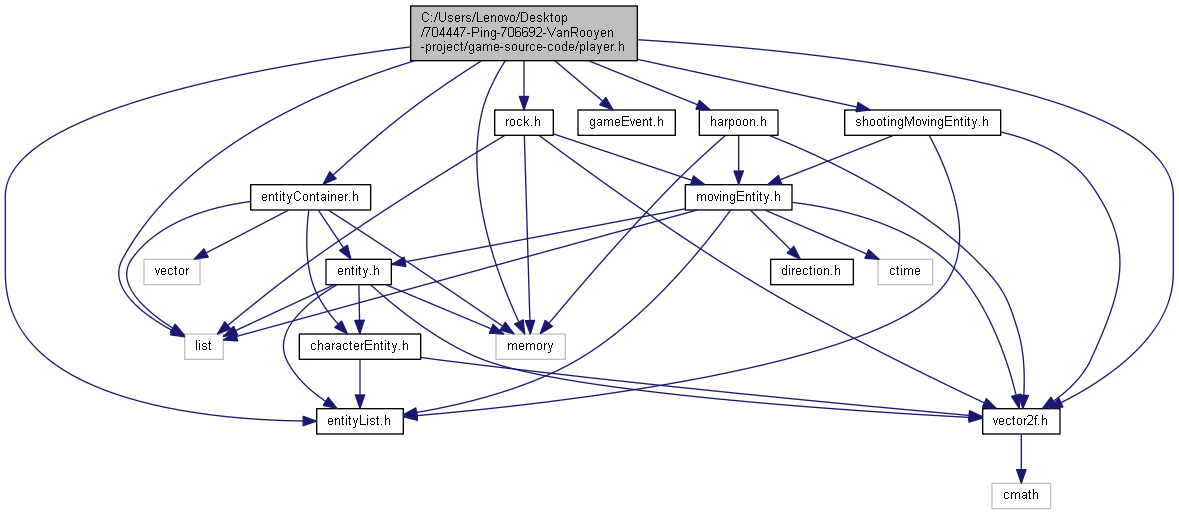 C:/Users/Lenovo/Desktop
/704447-Ping-706692-VanRooyen
-project/game-source-code/player.h
rock.h
gameEvent.h
harpoon.h
shootingMovingEntity.h
entityContainer.h
movingEntity.h
vector
entity.h
direction.h
ctime
list
characterEntity.h
memory
entityList.h
vector2f.h
cmath